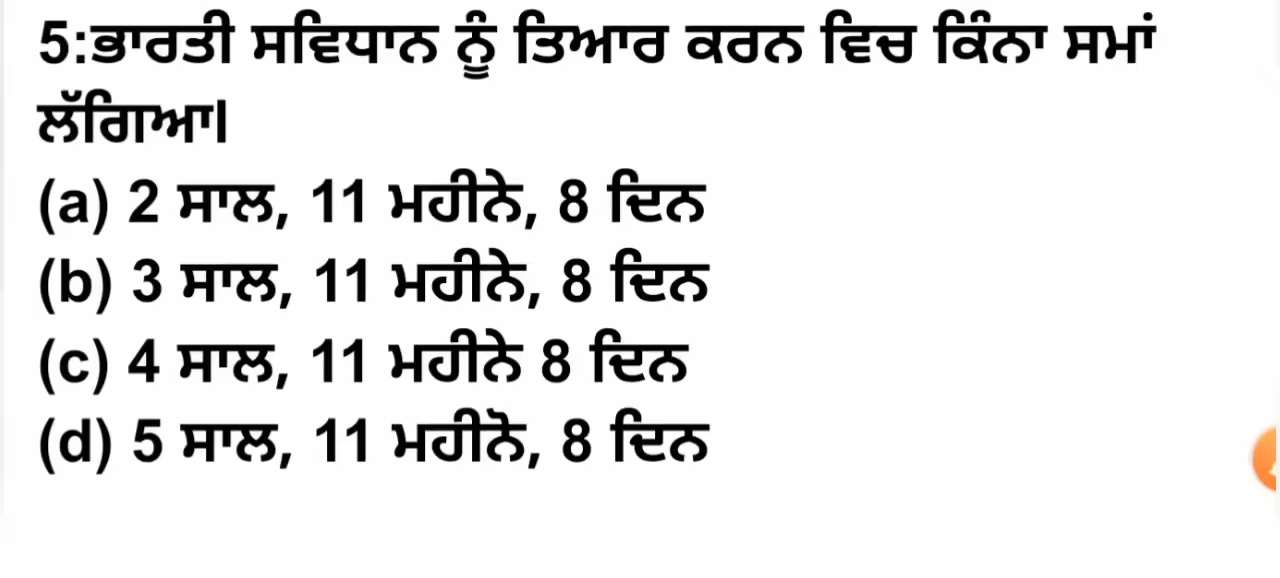 5:ਭਾਰਤੀ ਸਵਿਧਾਨ ਨੂੰ ਤਿਆਰ ਕਰਨ ਵਿਚ ਕਿੰਨਾ ਸਮਾਂ
ਲੱਗਿਆ।
(a) 2 ਸਾਲ, 11 ਮਹੀਨੇ, 8 ਦਿਨ
(b) 3 ਸਾਲ, 11 ਮਹੀਨੇ, 8 ਦਿਨ
(c) 4 ਸਾਲ, 11 ਮਹੀਨੇ 8 ਦਿਨ
(d) 5 ਸਾਲ, 11 ਮਹੀਨੋ, 8 ਦਿਨ